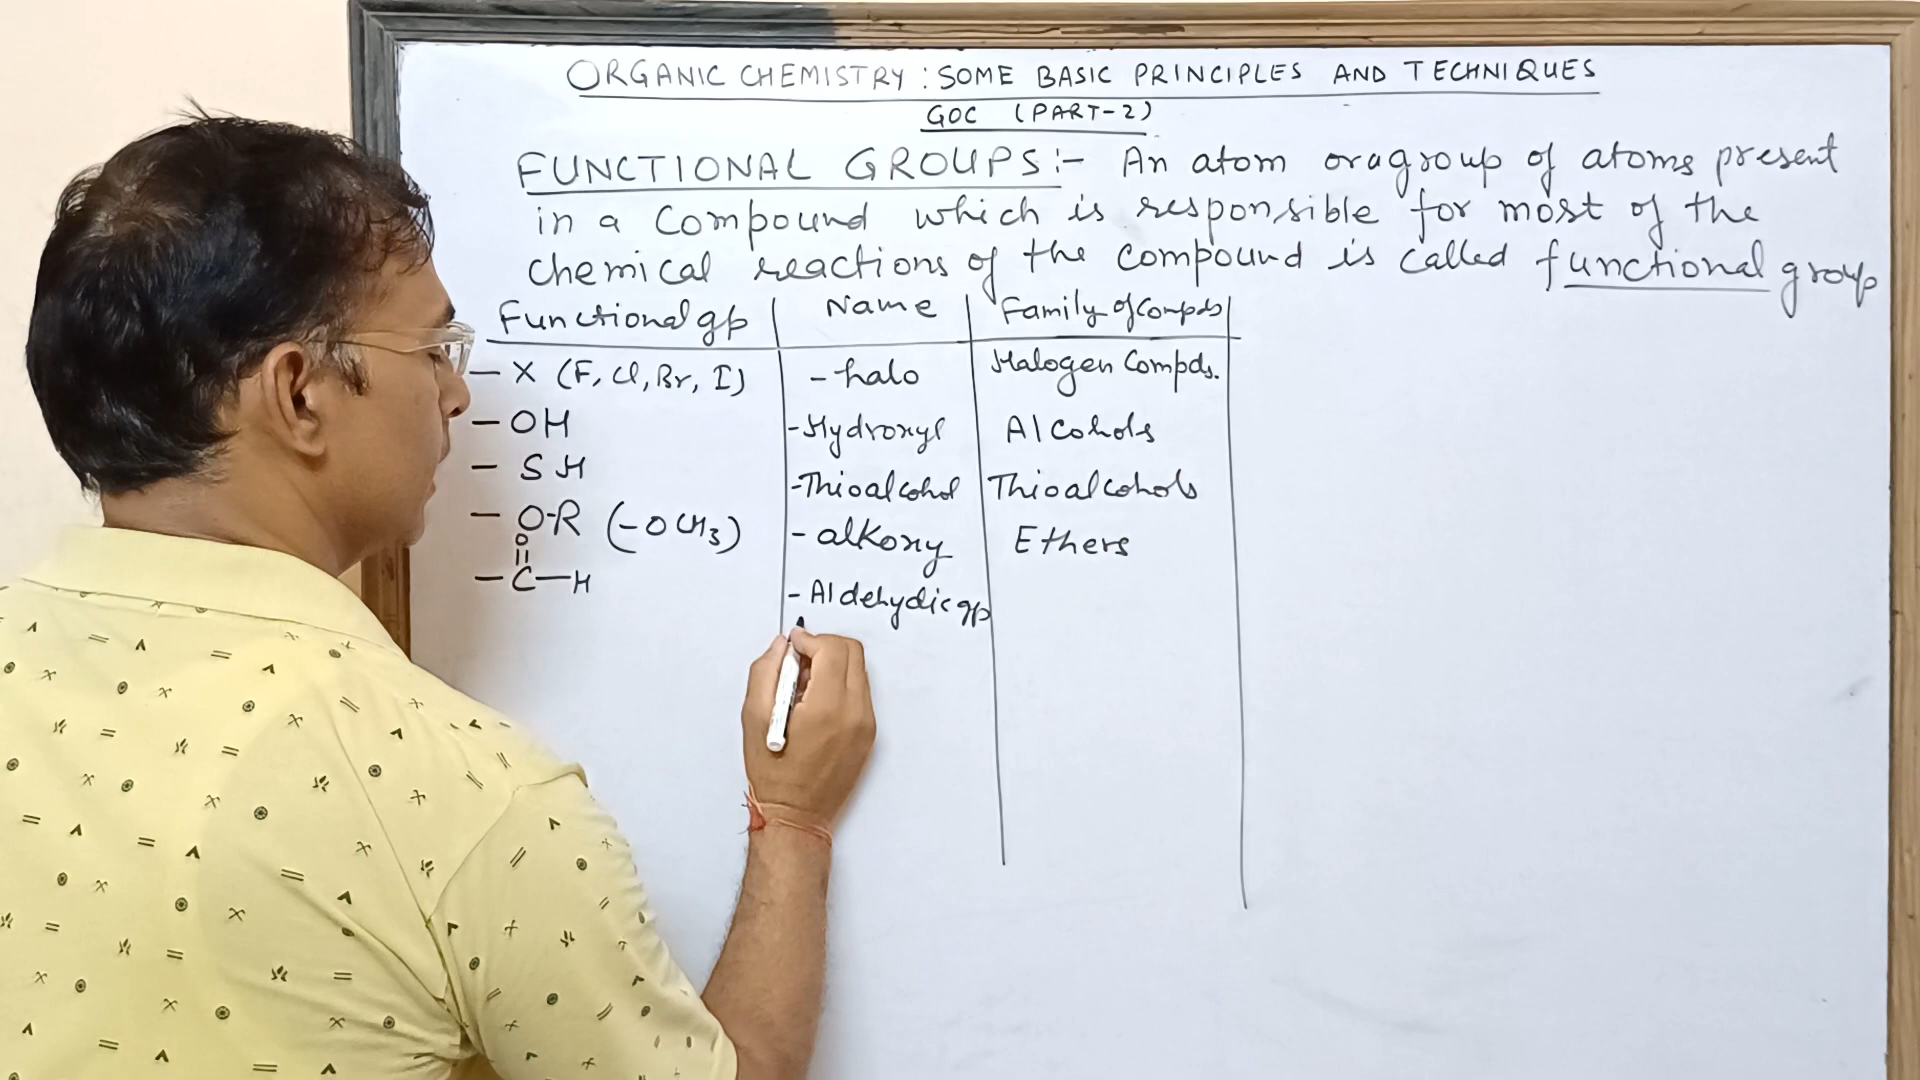 ORGANIC CHEMISTRY : SOME BASIC PRINCIPLES AND TECHNIQUES
GOC (PART-2)
FUNCTIONAL GROUPS :- An atom or a group of atoms present
in a compound which is responsible for most of the
chemical reactions of the compound is called functional group
Functional gp | Name | Family of compds
- X (F, Cl, Br, I) | - halo | Halogen Compds.
- OH | - Hydroxyl | Alcohols
- SH | - Thioalcohol | Thioalcohols
- O-R (-OCH3) | - alkoxy | Ethers
O
||
- C - H | - Aldehydic gp